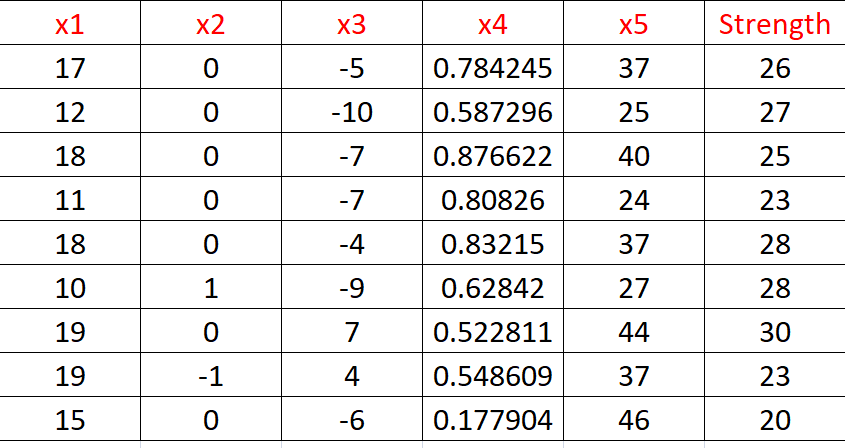 x1 x2 x3 x4 x5 Strength
17 0 -5 0.784245 37 26
12 0 -10 0.587296 25 27
18 0 -7 0.876622 40 25
11 0 -7 0.80826 24 23
18 0 -4 0.83215 37 28
10 1 -9 0.62842 27 28
19 0 7 0.522811 44 30
19 -1 4 0.548609 37 23
15 0 -6 0.177904 46 20